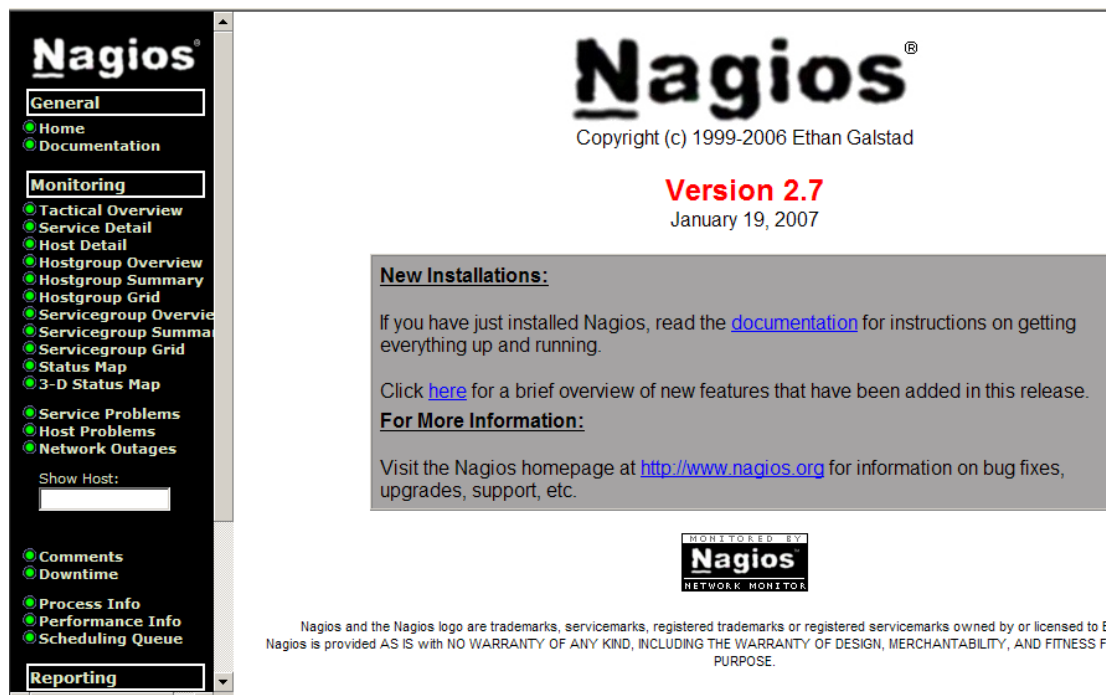 Nagios®
General
Home
Documentation
Monitoring
Tactical Overview
Service Detail
Host Detail
Hostgroup Overview
Hostgroup Summary
Hostgroup Grid
Servicegroup Overvie
Servicegroup Summar
Servicegroup Grid
Status Map
3-D Status Map
Service Problems
Host Problems
Network Outages
Show Host:
Comments
Downtime
Process Info
Performance Info
Scheduling Queue
Reporting
Nagios®
Copyright (c) 1999-2006 Ethan Galstad
Version 2.7
January 19, 2007
New Installations:
If you have just installed Nagios, read the documentation for instructions on getting
everything up and running.
Click here for a brief overview of new features that have been added in this release.
For More Information:
Visit the Nagios homepage at http://www.nagios.org for information on bug fixes,
upgrades, support, etc.
MONITORED BY
Nagios™
NETWORK MONITOR
Nagios and the Nagios logo are trademarks, servicemarks, registered trademarks or registered servicemarks owned by or licensed to E
Nagios is provided AS IS with NO WARRANTY OF ANY KIND, INCLUDING THE WARRANTY OF DESIGN, MERCHANTABILITY, AND FITNESS F
PURPOSE.